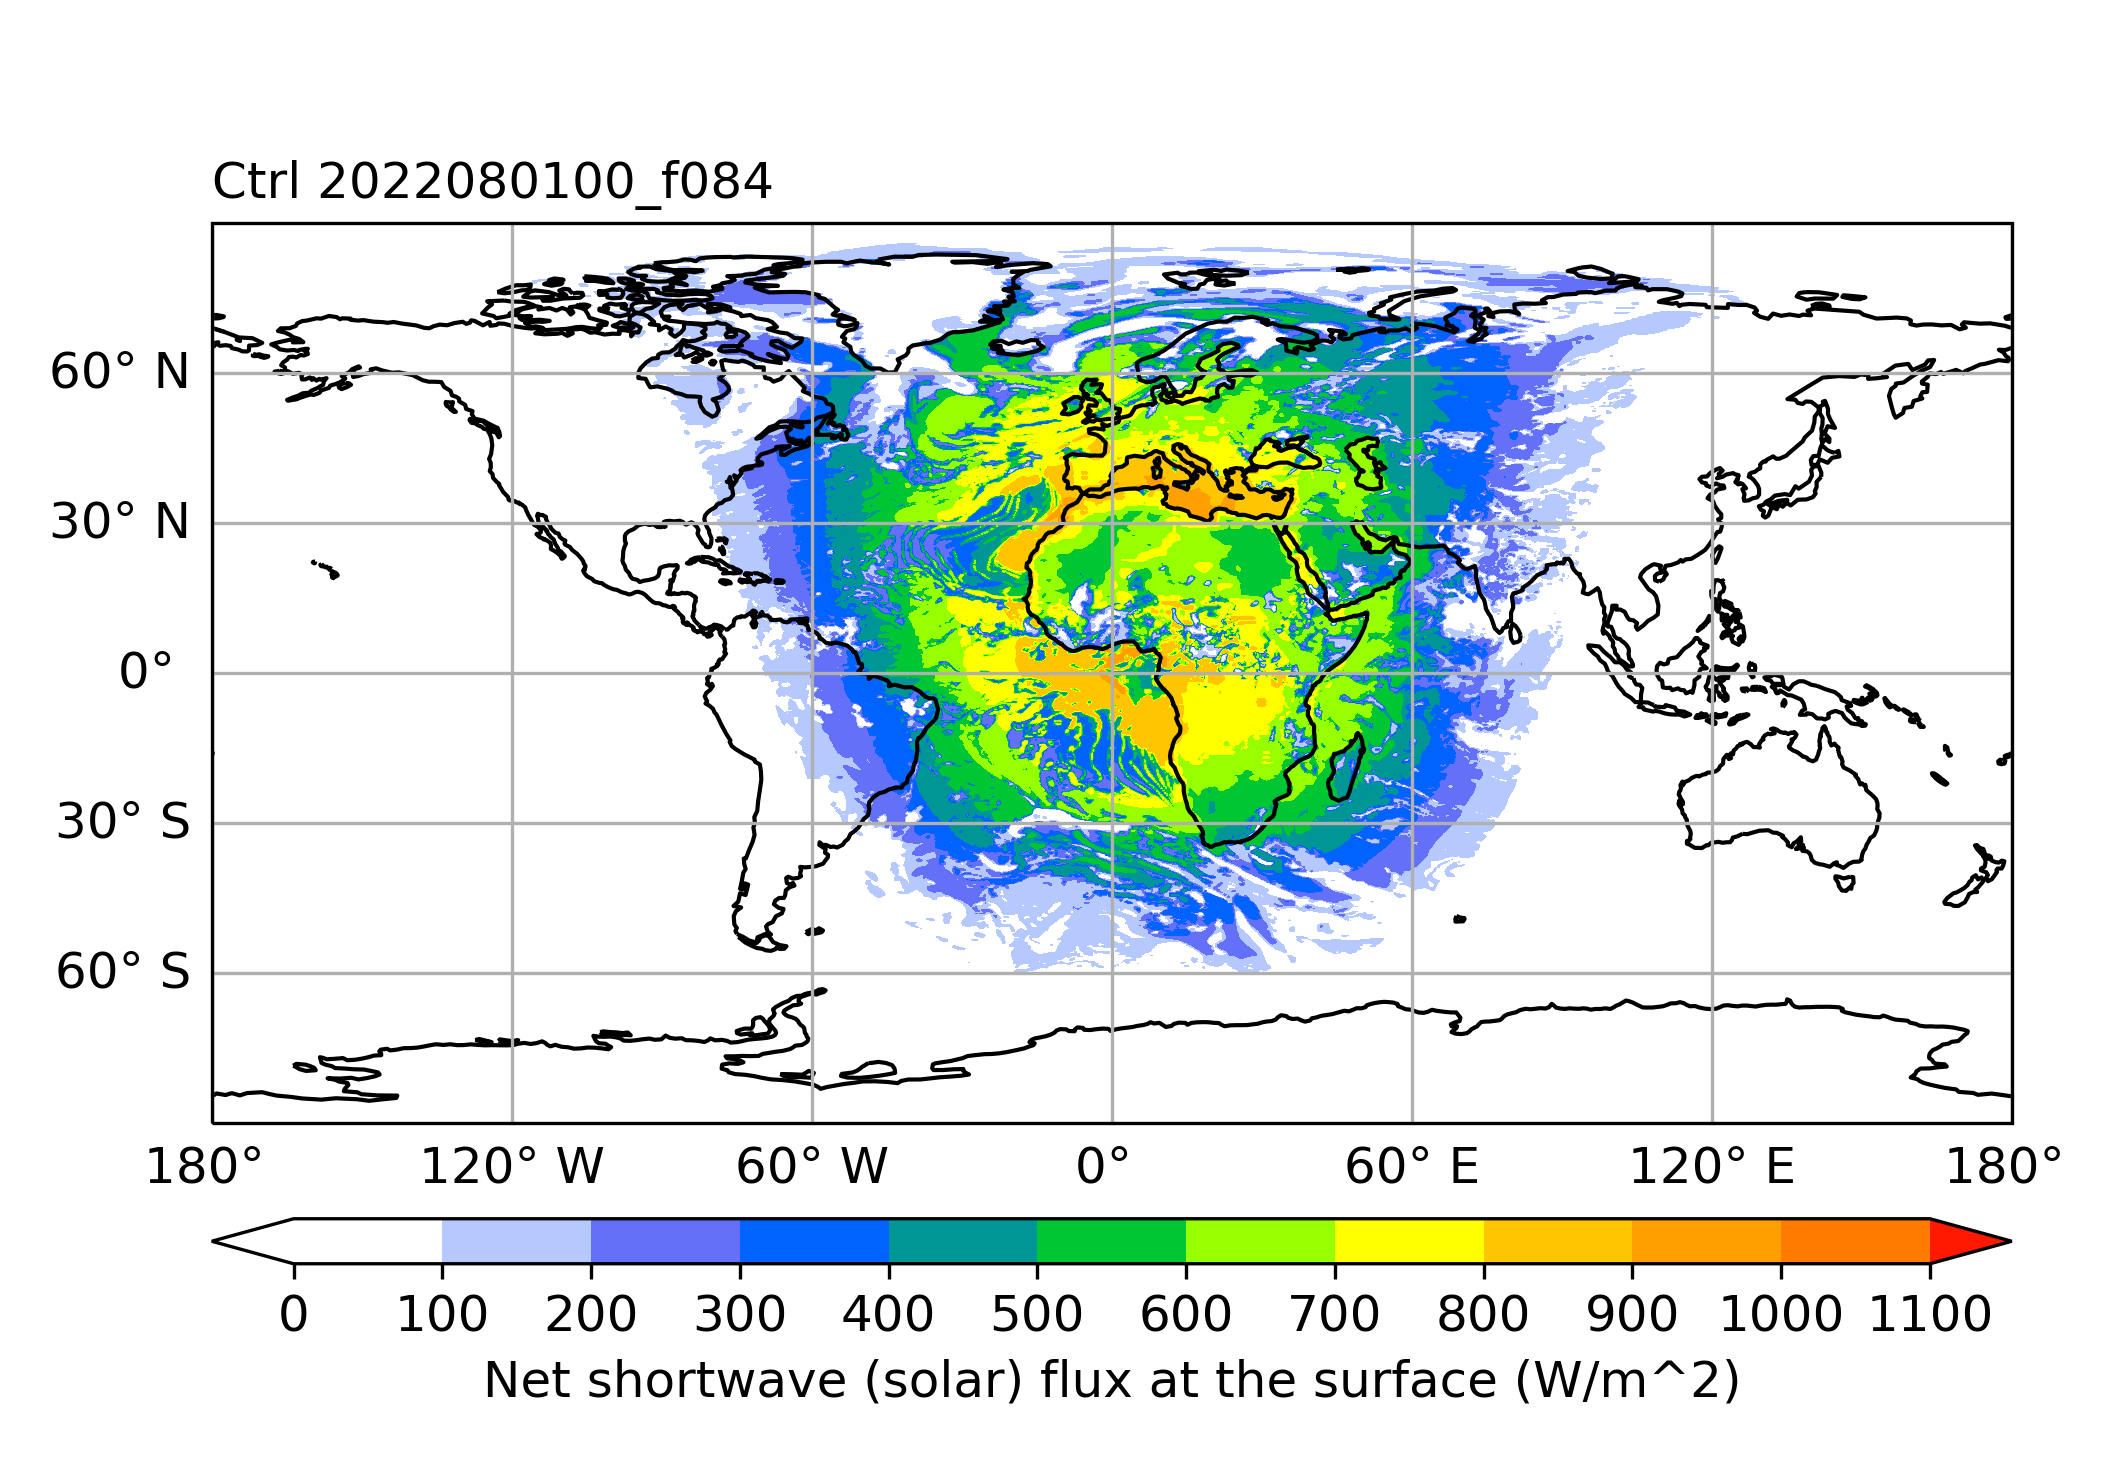 Ctrl 2022080100_f084
60° N
30° N
0°
30° S
60° S
180° 120° W 60° W 0° 60° E 120° E 180°
0 100 200 300 400 500 600 700 800 900 1000 1100
Net shortwave (solar) flux at the surface (W/m^2)